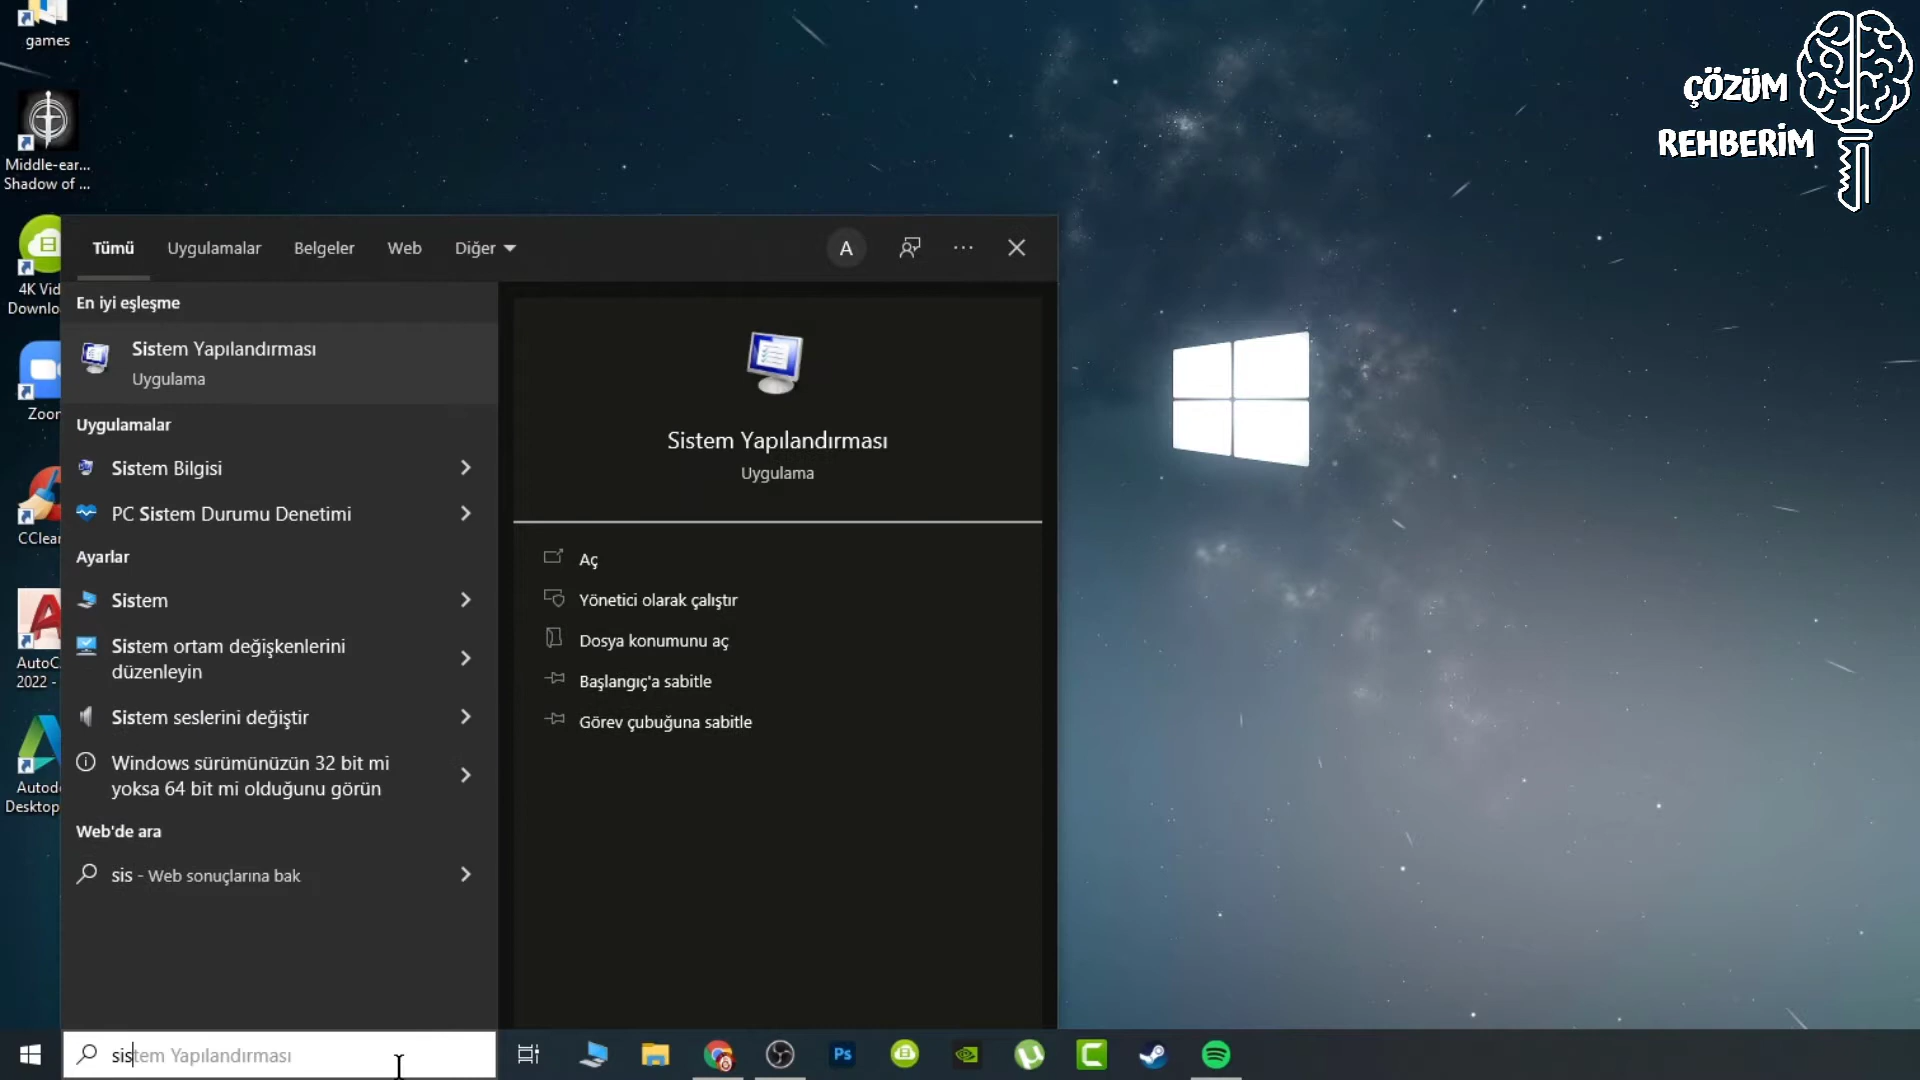 games
Middle-ear...
Shadow of ...
4K Vid
Downlo
Zoor
CClear
AutoC
2022 -
Autod
Desktop
ÇÖZÜM
REHBERİM
Tümü
Uygulamalar
Belgeler
Web
Diğer
A
En iyi eşleşme
Sistem Yapılandırması
Uygulama
Uygulamalar
Sistem Bilgisi
PC Sistem Durumu Denetimi
Ayarlar
Sistem
Sistem ortam değişkenlerini
düzenleyin
Sistem seslerini değiştir
Windows sürümünüzün 32 bit mi
yoksa 64 bit mi olduğunu görün
Web'de ara
sis - Web sonuçlarına bak
Sistem Yapılandırması
Uygulama
Aç
Yönetici olarak çalıştır
Dosya konumunu aç
Başlangıç'a sabitle
Görev çubuğuna sabitle
sistem Yapılandırması
Ps